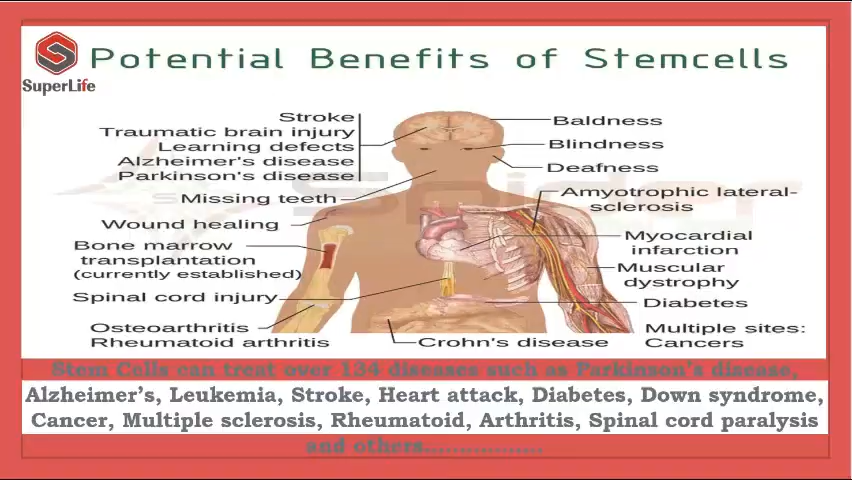 SuperLife
Potential Benefits of Stemcells
Stroke
Traumatic brain injury
Learning defects
Alzheimer's disease
Parkinson's disease
Missing teeth
Wound healing
Bone marrow
transplantation
(currently established)
Spinal cord injury
Osteoarthritis
Rheumatoid arthritis
Baldness
Blindness
Deafness
Amyotrophic lateral-
sclerosis
Myocardial
infarction
Muscular
dystrophy
Diabetes
Multiple sites:
Cancers
Crohn's disease
Stem Cells can treat over 134 diseases such as Parkinson's disease,
Alzheimer's, Leukemia, Stroke, Heart attack, Diabetes, Down syndrome,
Cancer, Multiple sclerosis, Rheumatoid, Arthritis, Spinal cord paralysis
and others.................